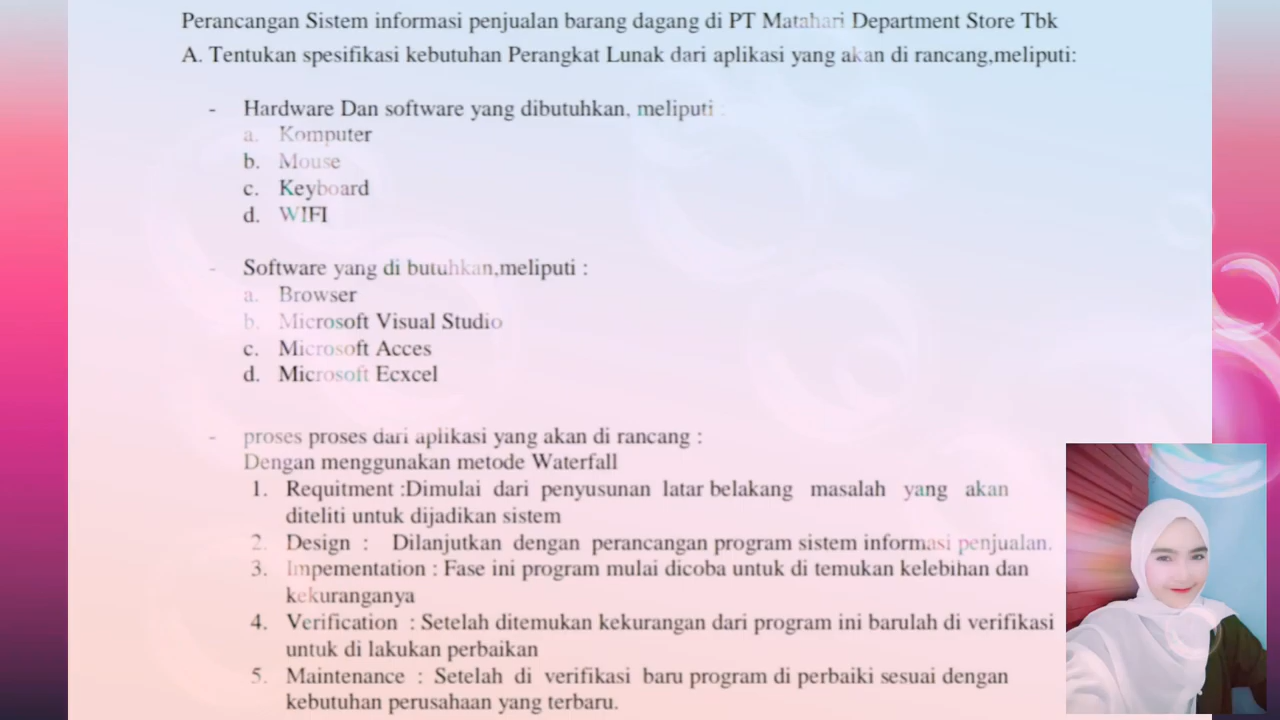 Perancangan Sistem informasi penjualan barang dagang di PT Matahari Department Store Tbk
A. Tentukan spesifikasi kebutuhan Perangkat Lunak dari aplikasi yang akan di rancang,meliputi:
- Hardware Dan software yang dibutuhkan, meliputi :
a. Komputer
b. Mouse
c. Keyboard
d. WIFI
- Software yang di butuhkan,meliputi :
a. Browser
b. Microsoft Visual Studio
c. Microsoft Acces
d. Microsoft Ecxcel
- proses proses dari aplikasi yang akan di rancang :
Dengan menggunakan metode Waterfall
1. Requitment :Dimulai dari penyusunan latar belakang masalah yang akan
diteliti untuk dijadikan sistem
2. Design : Dilanjutkan dengan perancangan program sistem informasi penjualan.
3. Impementation : Fase ini program mulai dicoba untuk di temukan kelebihan dan
kekuranganya
4. Verification : Setelah ditemukan kekurangan dari program ini barulah di verifikasi
untuk di lakukan perbaikan
5. Maintenance : Setelah di verifikasi baru program di perbaiki sesuai dengan
kebutuhan perusahaan yang terbaru.